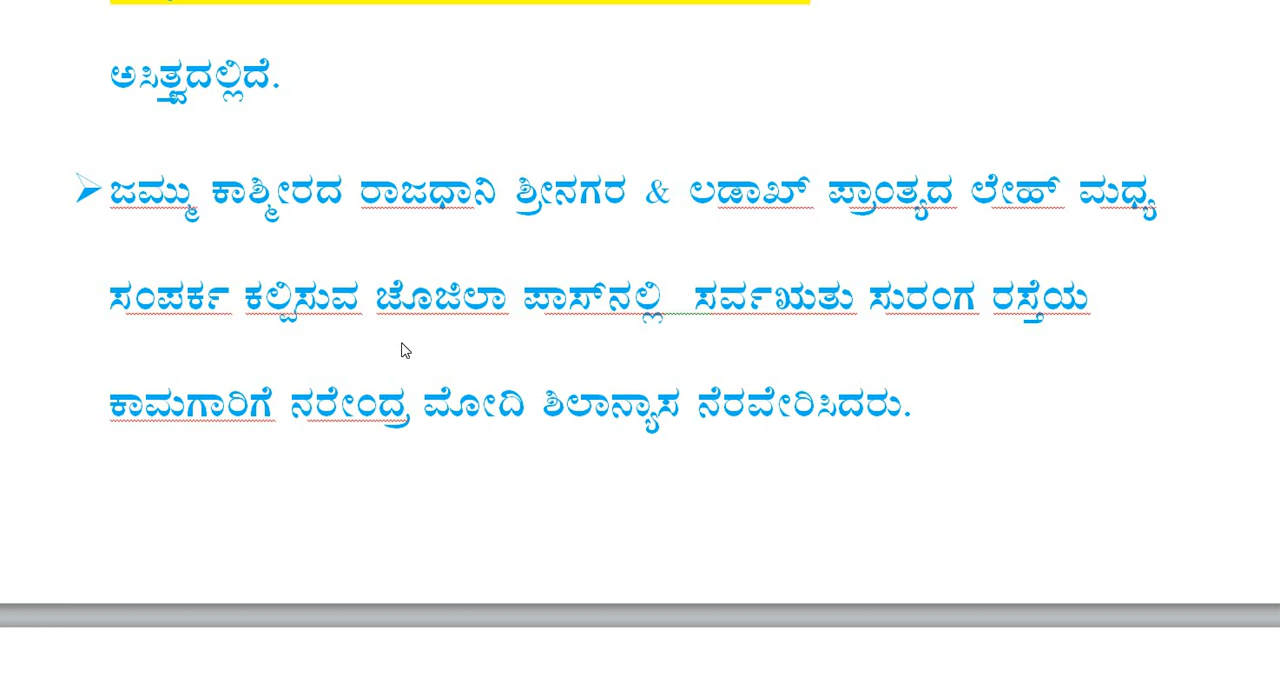 ಅಸಿತ್ತ್ವದಲ್ಲಿದೆ.
➢ ಜಮ್ಮು ಕಾಶ್ಮೀರದ ರಾಜಧಾನಿ ಶ್ರೀನಗರ & ಲಡಾಖ್ ಪ್ರಾಂತ್ಯದ ಲೇಹ್ ಮಧ್ಯ
ಸಂಪರ್ಕ ಕಲ್ಪಿಸುವ ಜೊಜಿಲಾ ಪಾಸ್‌ನಲ್ಲಿ ಸರ್ವಋತು ಸುರಂಗ ರಸ್ತೆಯ
ಕಾಮಗಾರಿಗೆ ನರೇಂದ್ರ ಮೋದಿ ಶಿಲಾನ್ಯಾಸ ನೆರವೇರಿಸಿದರು.